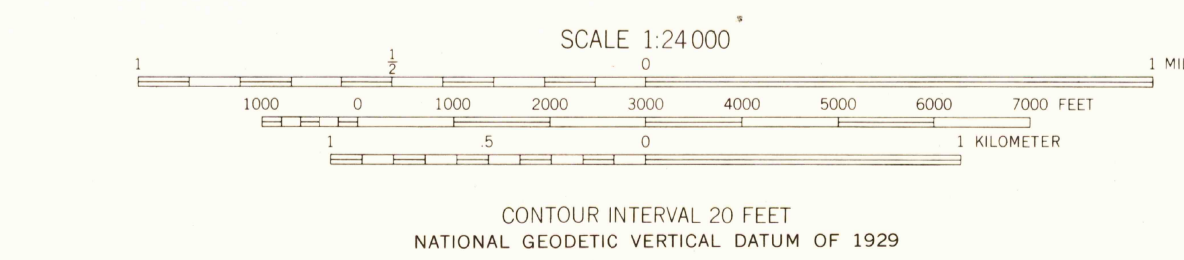 SCALE 1:24 000
1 1/2 0 1 MI
1000 0 1000 2000 3000 4000 5000 6000 7000 FEET
1 .5 0 1 KILOMETER
CONTOUR INTERVAL 20 FEET
NATIONAL GEODETIC VERTICAL DATUM OF 1929